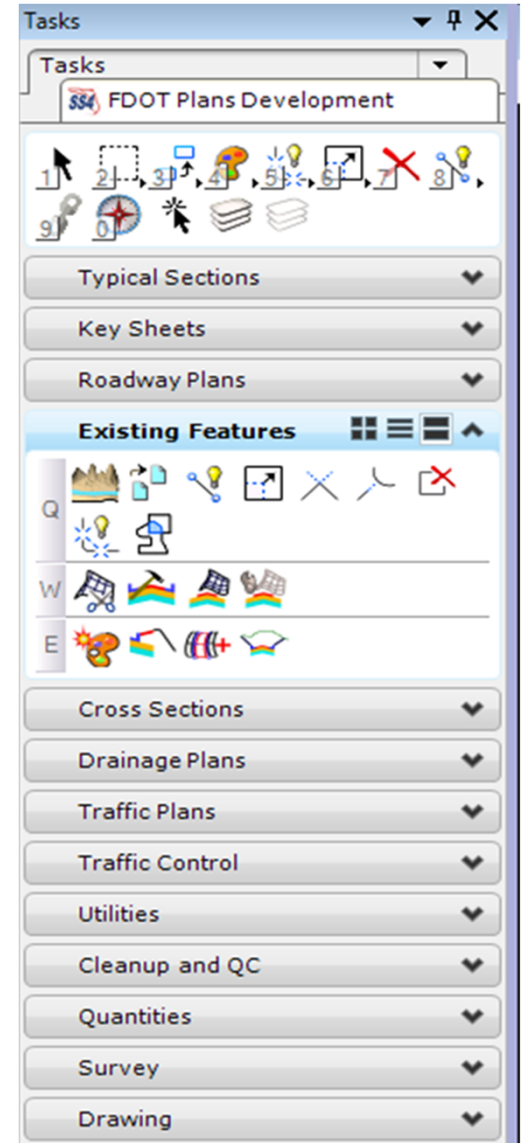 Tasks
Tasks
SS4 FDOT Plans Development
1 2 3 4 5 6 7 8
9 0
Typical Sections
Key Sheets
Roadway Plans
Existing Features
Q
W
E
Cross Sections
Drainage Plans
Traffic Plans
Traffic Control
Utilities
Cleanup and QC
Quantities
Survey
Drawing